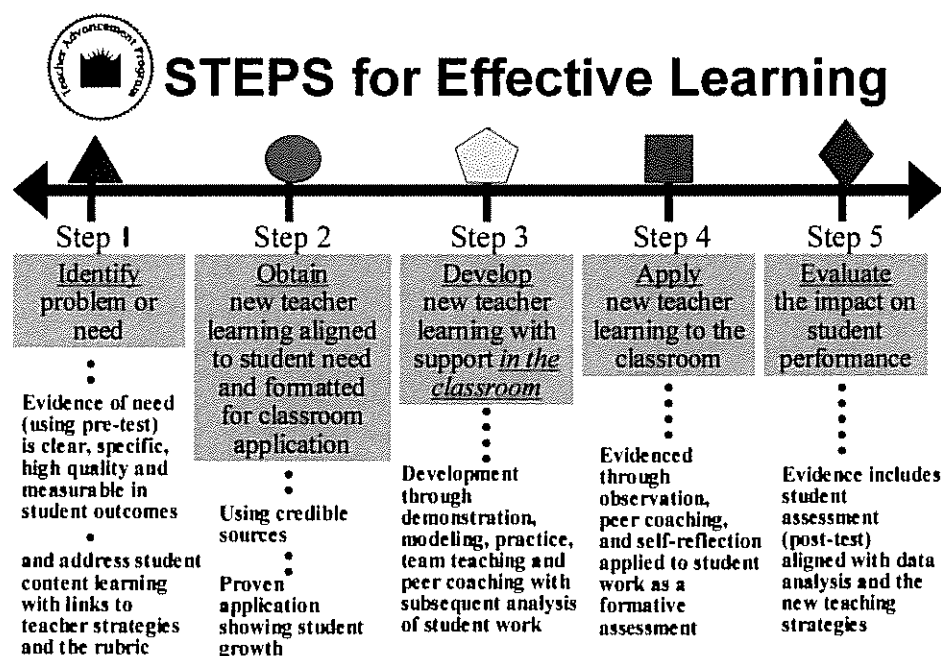 Teacher Advancement Program
STEPS for Effective Learning
Step 1
Identify
problem or
need
Evidence of need
(using pre-test)
is clear, specific,
high quality and
measurable in
student outcomes
and address student
content learning
with links to
teacher strategies
and the rubric
Step 2
Obtain
new teacher
learning aligned
to student need
and formatted
for classroom
application
Using credible
sources
Proven
application
showing student
growth
Step 3
Develop
new teacher
learning with
support in the
classroom
Development
through
demonstration,
modeling, practice,
team teaching and
peer coaching with
subsequent analysis
of student work
Step 4
Apply
new teacher
learning to the
classroom
Evidenced
through
observation,
peer coaching,
and self-reflection
applied to student
work as a
formative
assessment
Step 5
Evaluate
the impact on
student
performance
Evidence includes
student
assessment
(post-test)
aligned with data
analysis and the
new teaching
strategies